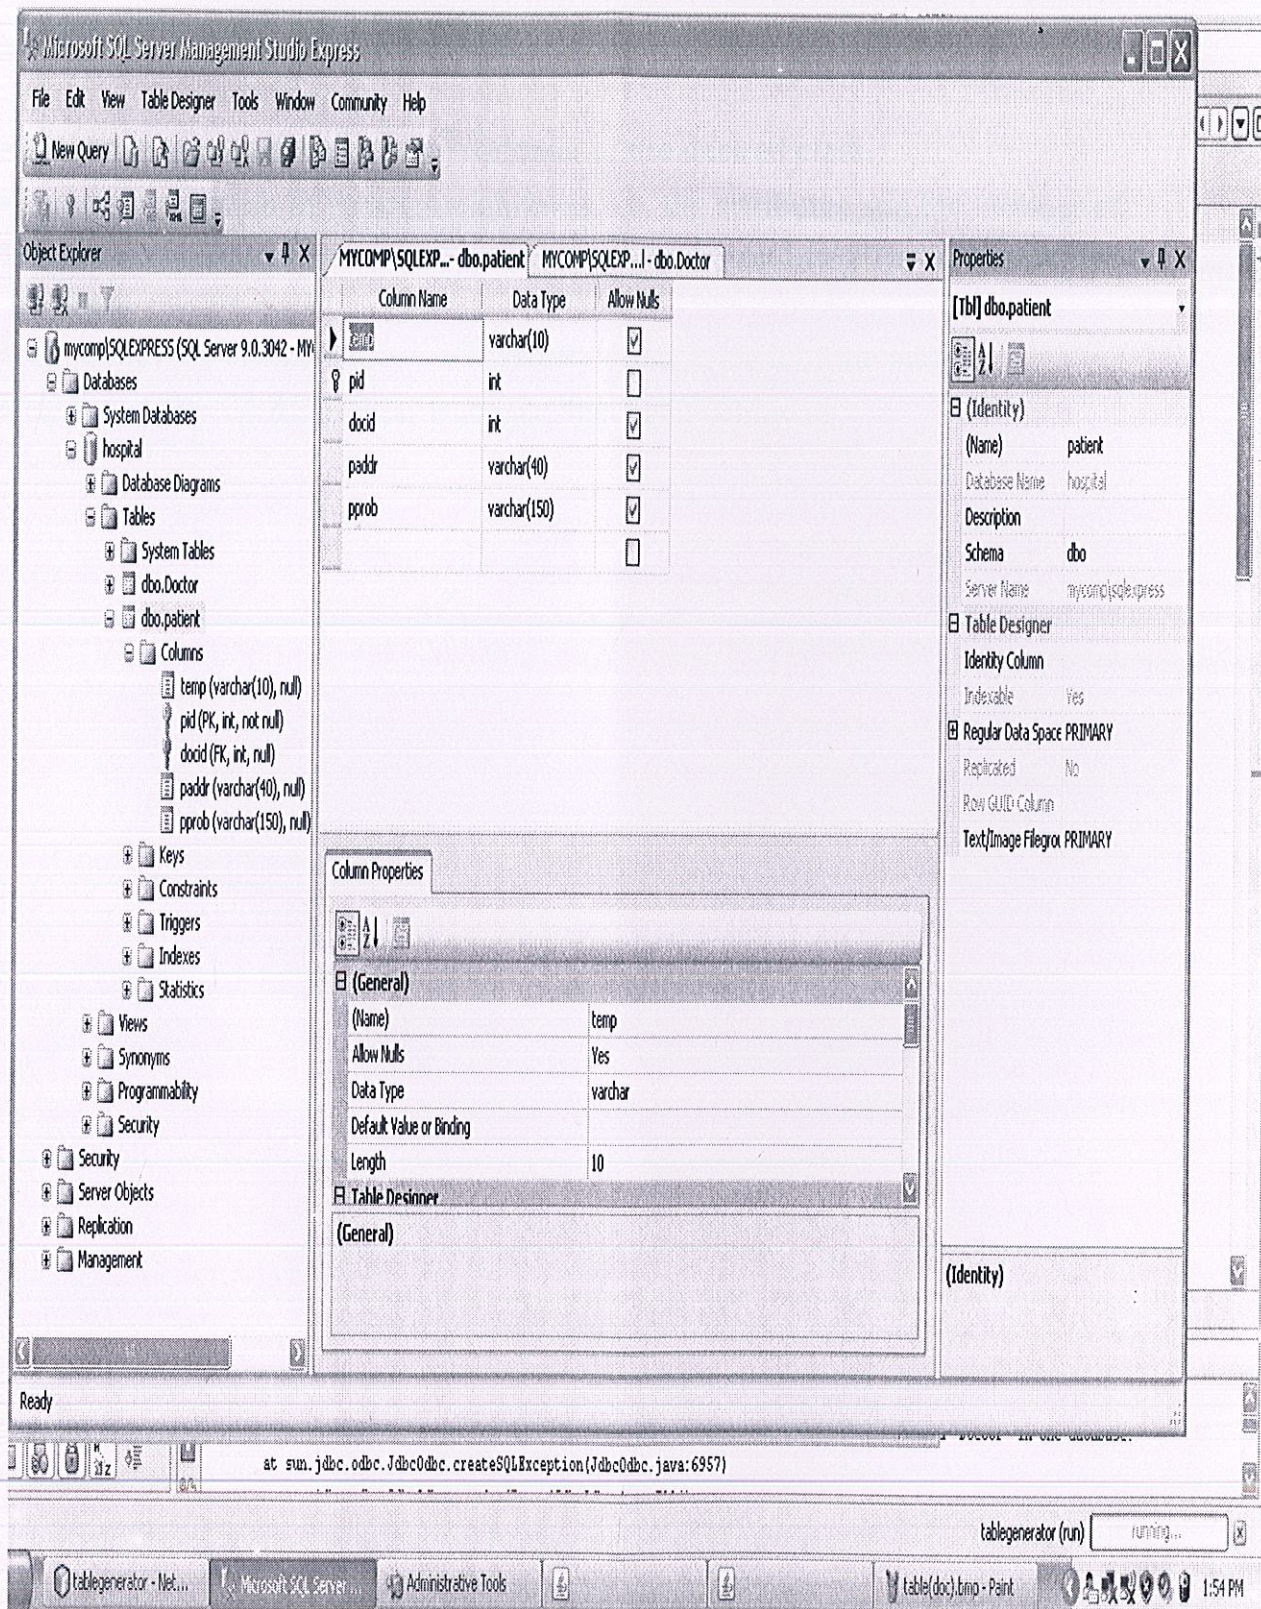 Microsoft SQL Server Management Studio Express
File Edit View Table Designer Tools Window Community Help
New Query
Object Explorer
mycomp\SQLEXPRESS (SQL Server 9.0.3042 - MY
Databases
System Databases
hospital
Database Diagrams
Tables
System Tables
dbo.Doctor
dbo.patient
Columns
temp (varchar(10), null)
pid (PK, int, not null)
docid (FK, int, null)
paddr (varchar(40), null)
pprob (varchar(150), null)
Keys
Constraints
Triggers
Indexes
Statistics
Views
Synonyms
Programmability
Security
Security
Server Objects
Replication
Management
MYCOMP\SQLEXP...- dbo.patient MYCOMP\SQLEXP...l - dbo.Doctor
Column Name Data Type Allow Nulls
temp varchar(10)
pid int
docid int
paddr varchar(40)
pprob varchar(150)
Column Properties
(General)
(Name) temp
Allow Nulls Yes
Data Type varchar
Default Value or Binding
Length 10
Table Designer
(General)
Properties
[Tbl] dbo.patient
(Identity)
(Name) patient
Database Name hospital
Description
Schema dbo
Server Name mycomp\sqlexpress
Table Designer
Identity Column
Indexable Yes
Regular Data Space PRIMARY
Replicated No
Row GUID Column
Text/Image Filegrou PRIMARY
(Identity)
Ready
in the database.
at sun.jdbc.odbc.JdbcOdbc.createSQLException(JdbcOdbc.java:6957)
tablegenerator (run) running...
tablegenerator - Net... Microsoft SQL Server ... Administrative Tools table(doc).bmp - Paint 1:54 PM